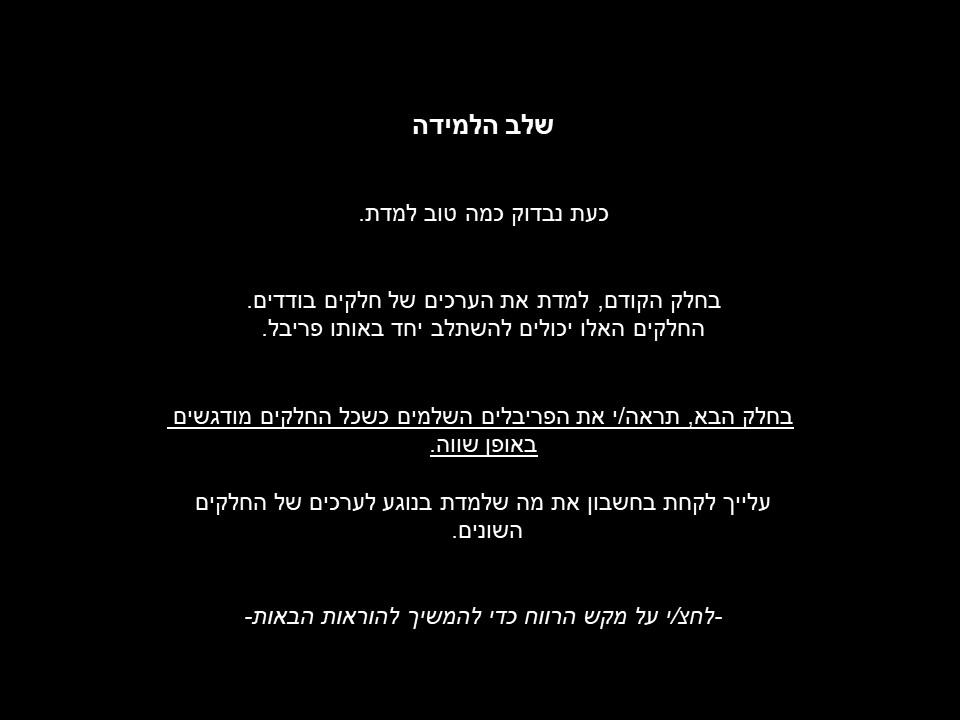 שלב הלמידה
כעת נבדוק כמה טוב למדת.
בחלק הקודם, למדת את הערכים של חלקים בודדים.
החלקים האלו יכולים להשתלב יחד באותו פריבל.
בחלק הבא, תראה/י את הפריבלים השלמים כשכל החלקים מודגשים
באופן שווה.
עלייך לקחת בחשבון את מה שלמדת בנוגע לערכים של החלקים
השונים.
-לחצ/י על מקש הרווח כדי להמשיך להוראות הבאות-